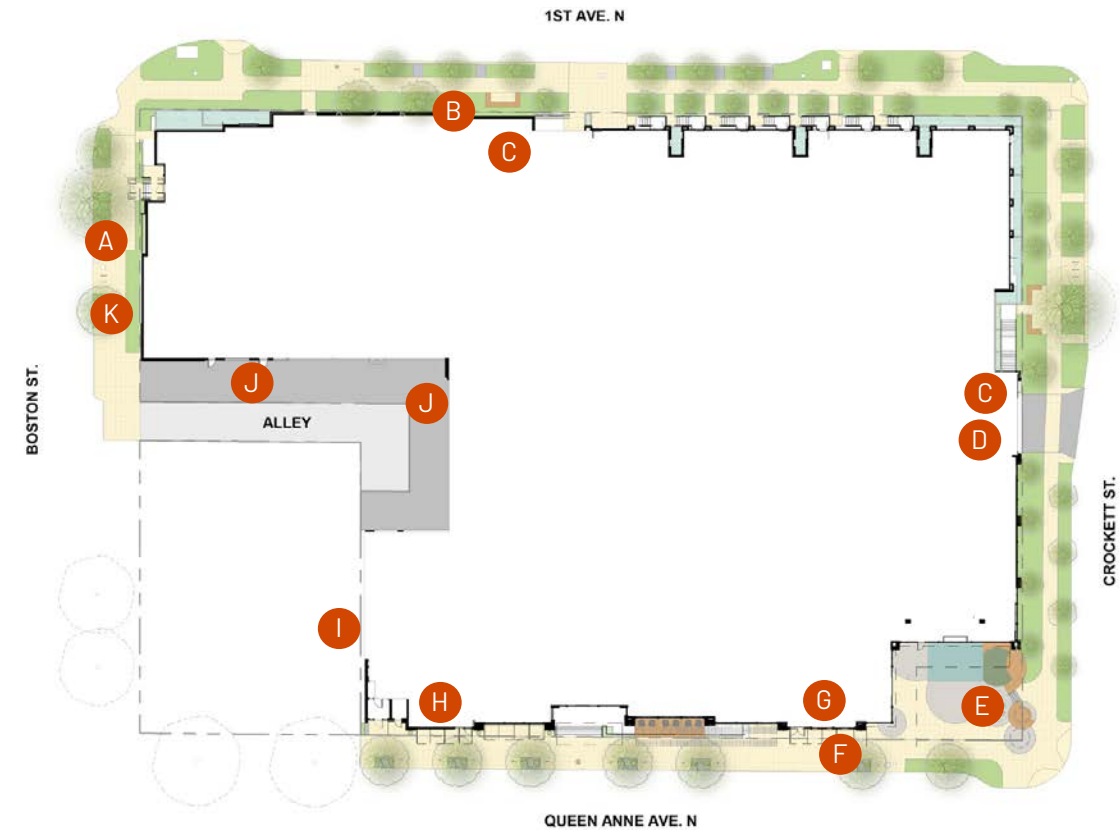 1ST AVE. N
B
C
A
K
BOSTON ST.
J
J
ALLEY
C
D
CROCKETT ST.
I
H
G
E
F
QUEEN ANNE AVE. N